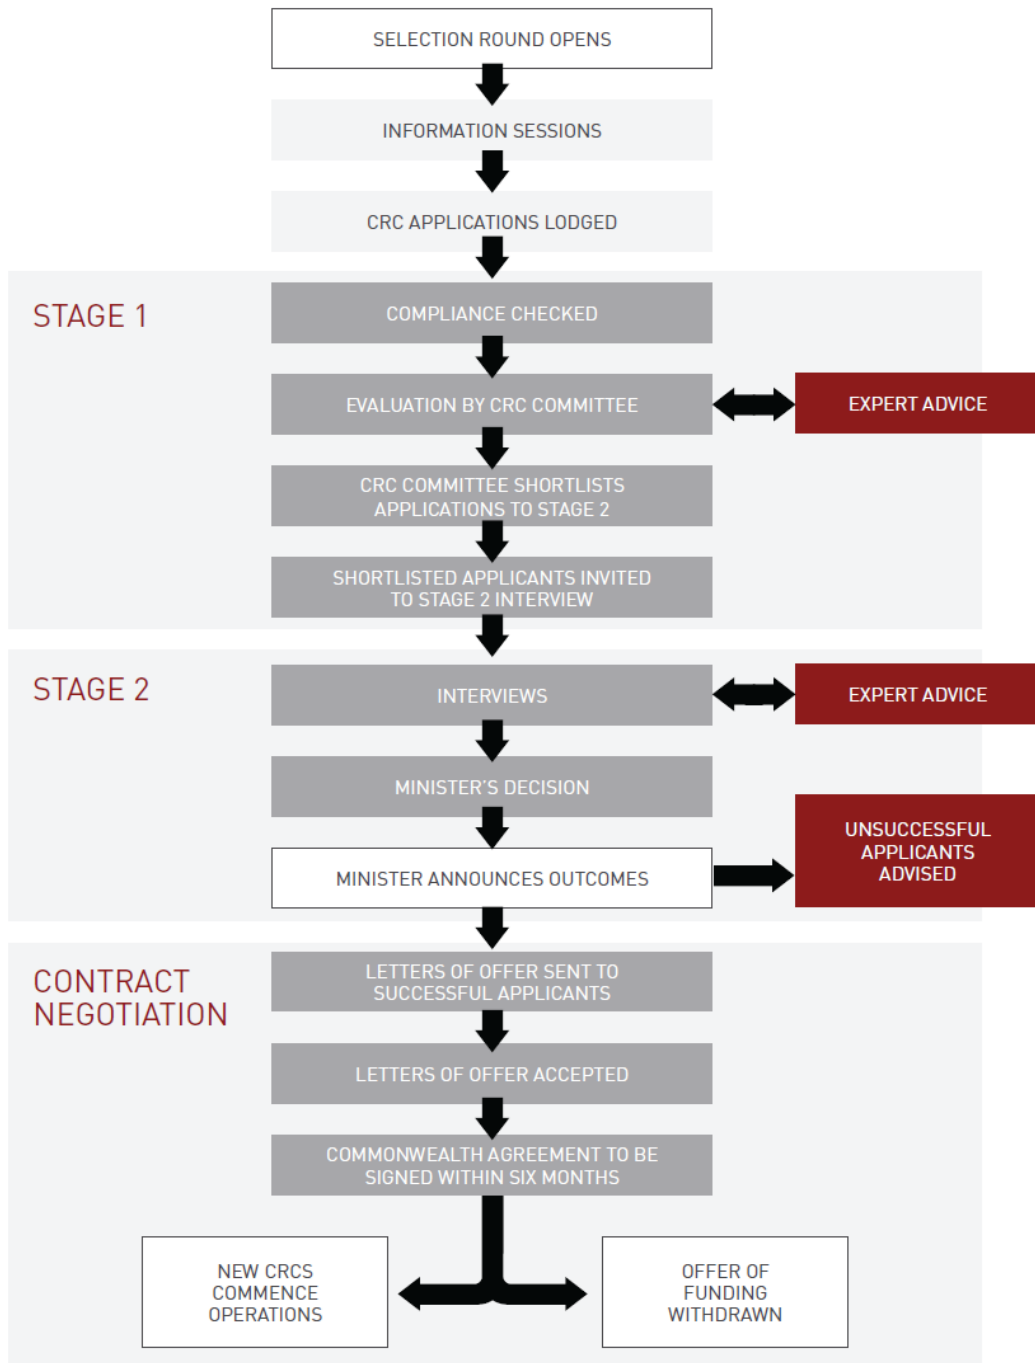 SELECTION ROUND OPENS
INFORMATION SESSIONS
CRC APPLICATIONS LODGED
STAGE 1
COMPLIANCE CHECKED
EVALUATION BY CRC COMMITTEE
EXPERT ADVICE
CRC COMMITTEE SHORTLISTS
APPLICATIONS TO STAGE 2
SHORTLISTED APPLICANTS INVITED
TO STAGE 2 INTERVIEW
STAGE 2
INTERVIEWS
EXPERT ADVICE
MINISTER'S DECISION
MINISTER ANNOUNCES OUTCOMES
UNSUCCESSFUL
APPLICANTS
ADVISED
CONTRACT
NEGOTIATION
LETTERS OF OFFER SENT TO
SUCCESSFUL APPLICANTS
LETTERS OF OFFER ACCEPTED
COMMONWEALTH AGREEMENT TO BE
SIGNED WITHIN SIX MONTHS
NEW CRCS
COMMENCE
OPERATIONS
OFFER OF
FUNDING
WITHDRAWN